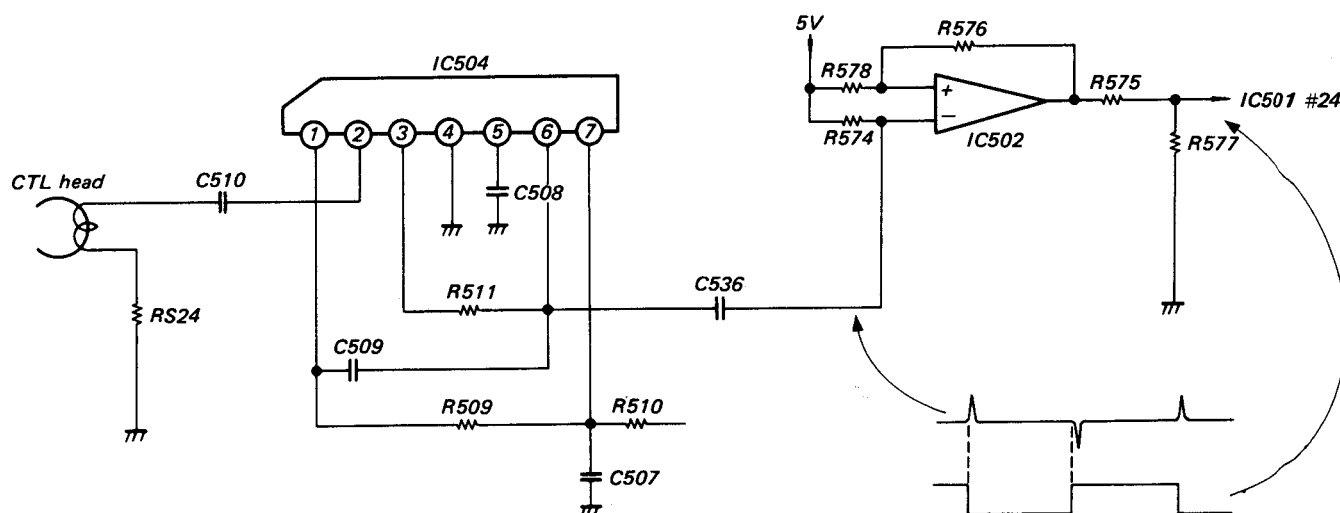 5V
R576
IC504
R578
R575
+
IC501 #24
1 2 3 4 5 6 7
R574
−
IC502
R577
CTL head
C510
C508
C536
R511
RS24
C509
R509
R510
C507